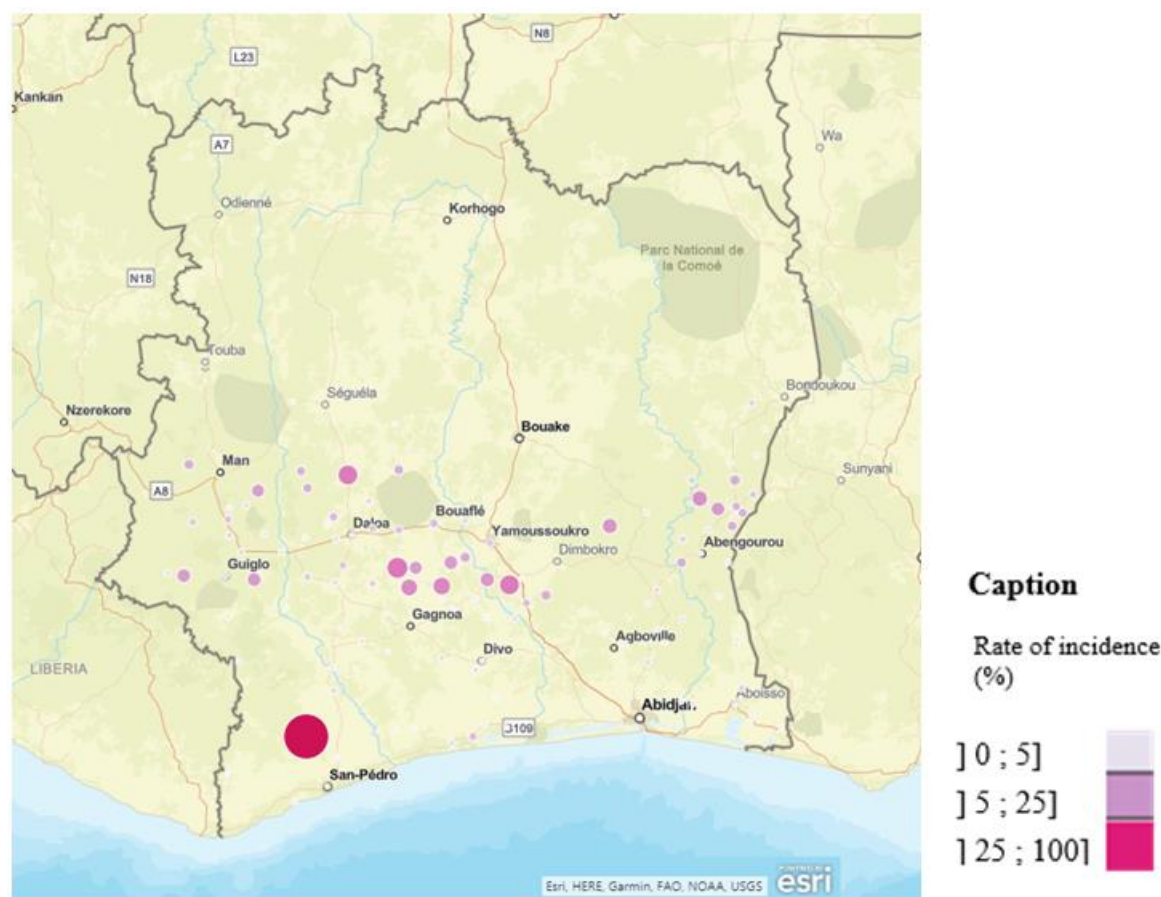 N8
L23
Kankan
A7
Wa
Odienné
Korhogo
Parc National de
la Comoé
N18
Touba
Bondoukou
Séguéla
Nzerekore
Bouake
Man
Sunyani
A8
Bouaflé
Daloa
Yamoussoukro
Abengourou
Dimbokro
Guiglo
Gagnoa
Agboville
Divo
LIBERIA
Aboisso
Abidjan
San-Pédro
Esri, HERE, Garmin, FAO, NOAA, USGS
POWERED BY
esri
Caption
Rate of incidence
(%)
] 0 ; 5]
] 5 ; 25]
] 25 ; 100]